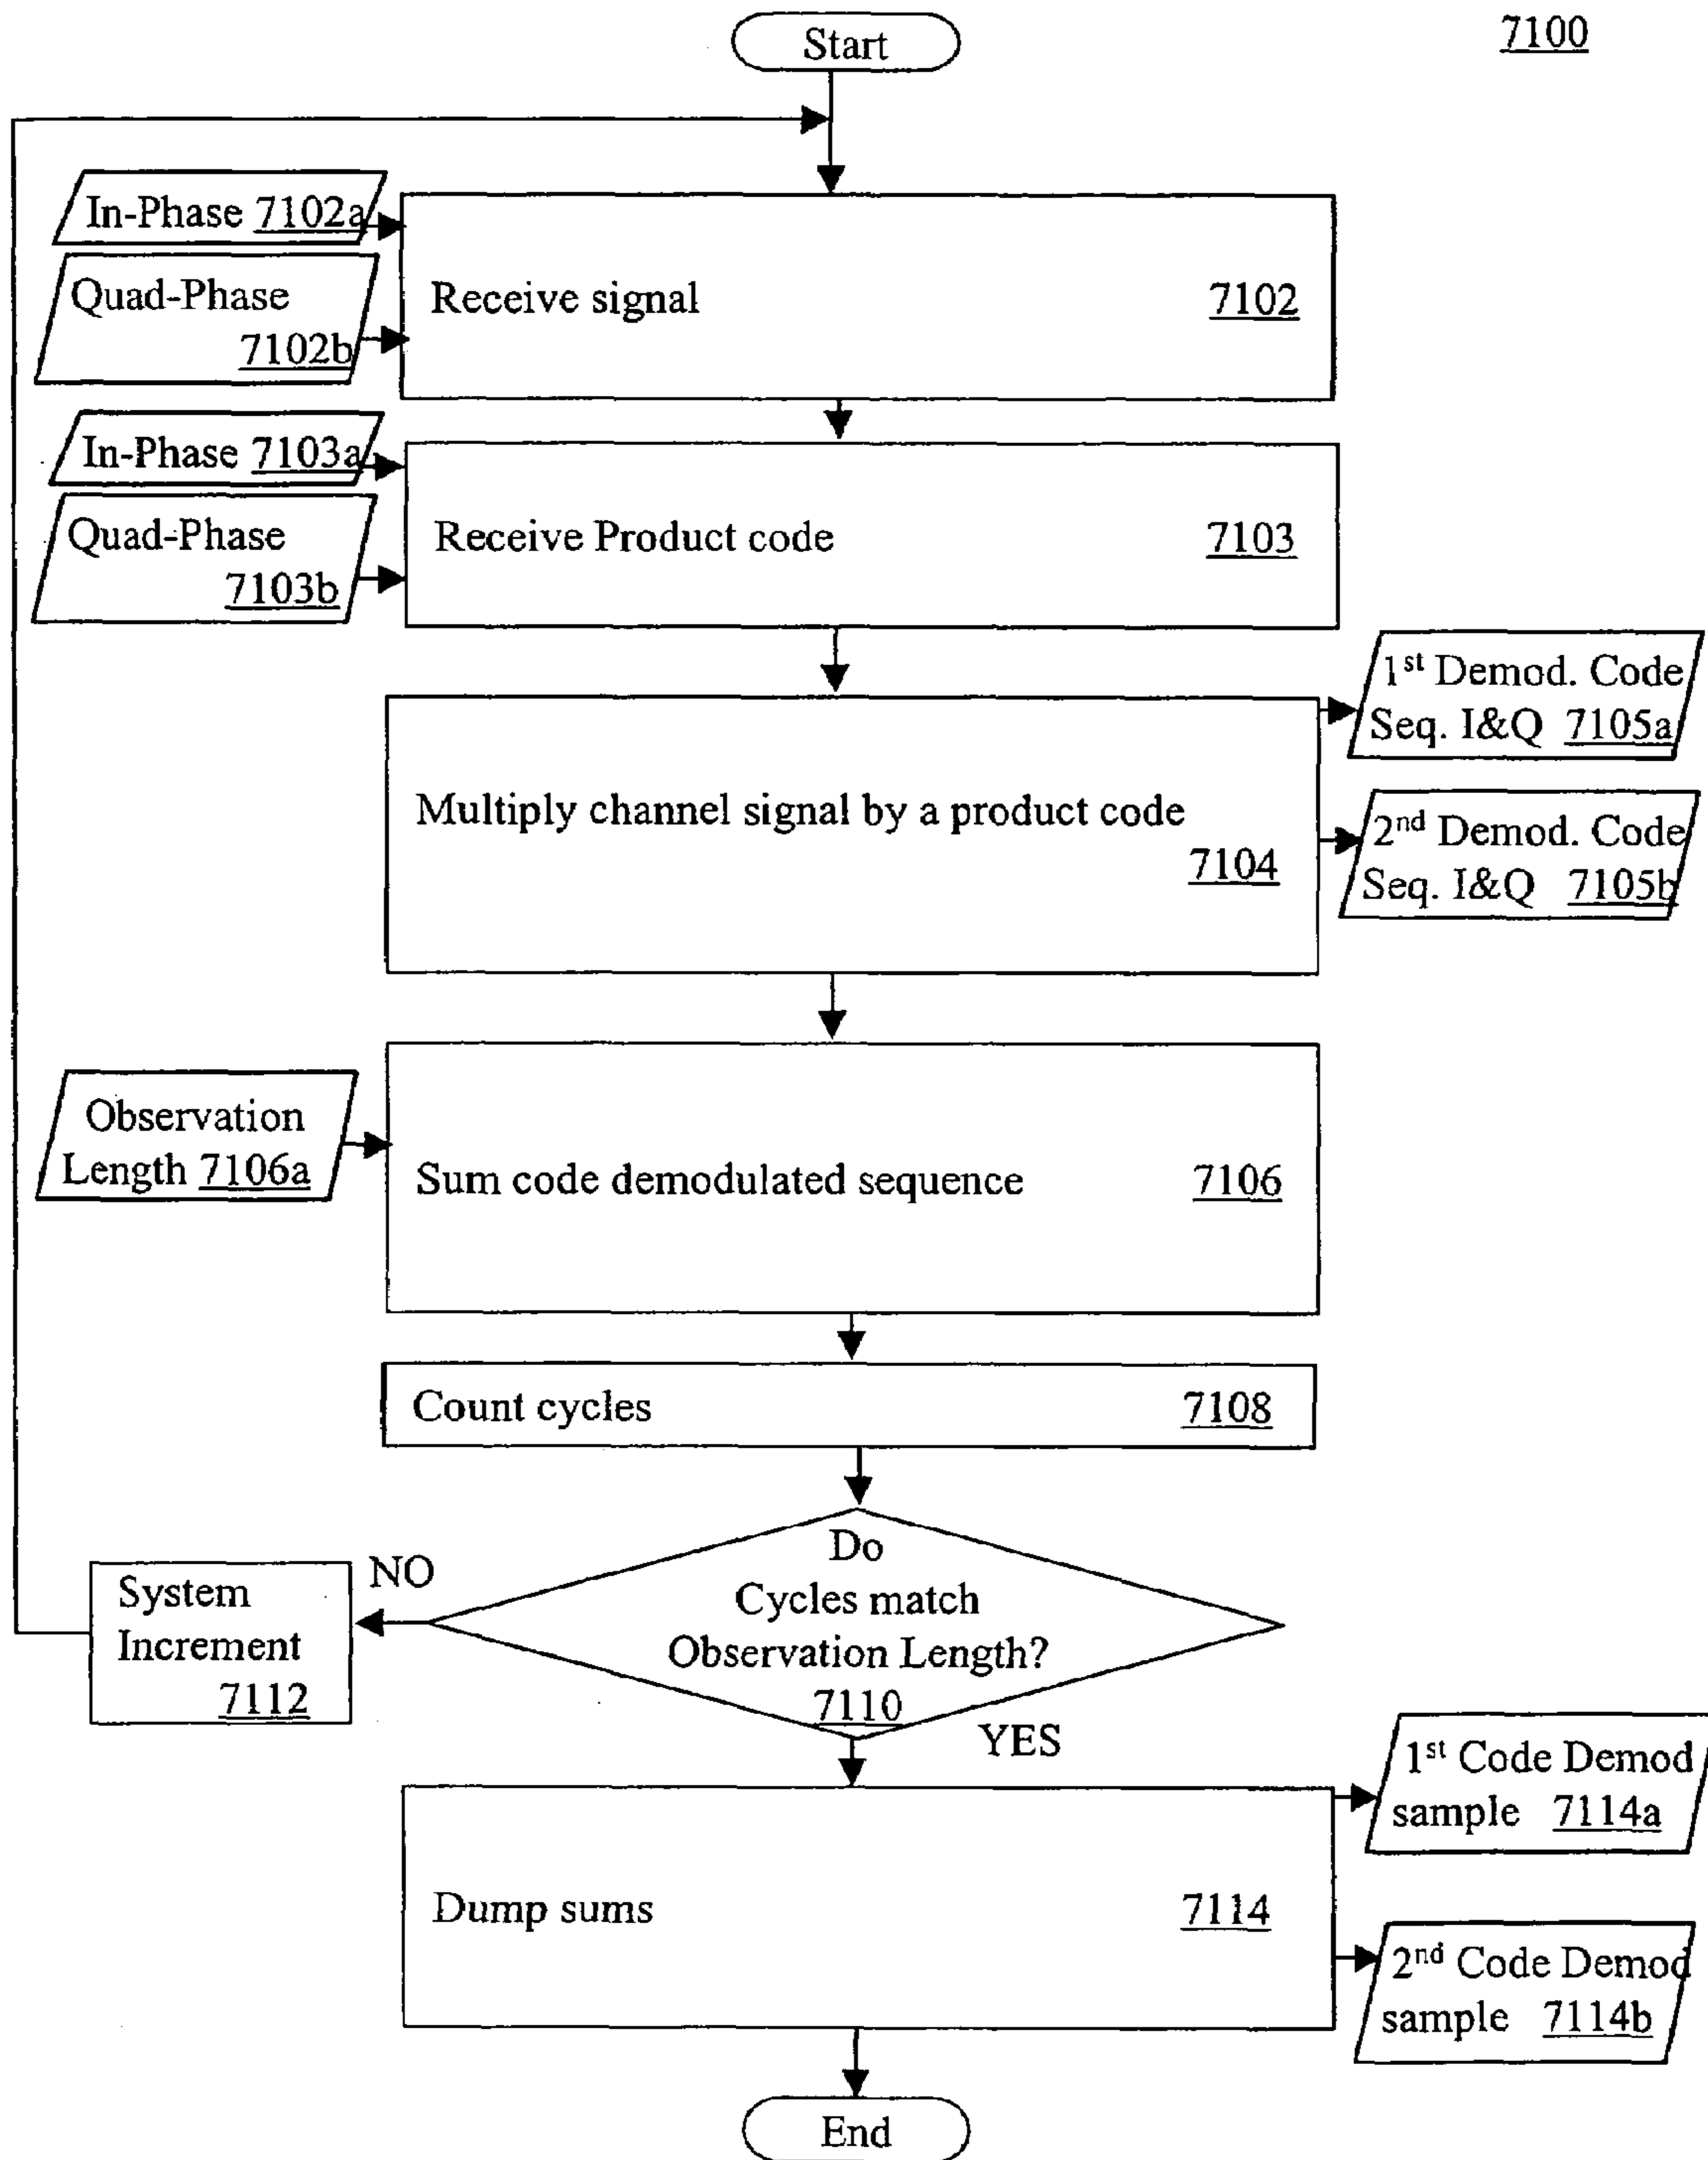 7100
Start
In-Phase 7102a
Quad-Phase
7102b
Receive signal 7102
In-Phase 7103a
Quad-Phase
7103b
Receive Product code 7103
Multiply channel signal by a product code
7104
1st Demod. Code
Seq. I&Q 7105a
2nd Demod. Code
Seq. I&Q 7105b
Observation
Length 7106a
Sum code demodulated sequence 7106
Count cycles 7108
Do
Cycles match
Observation Length?
7110
NO
System
Increment
7112
YES
Dump sums 7114
1st Code Demod
sample 7114a
2nd Code Demod
sample 7114b
End